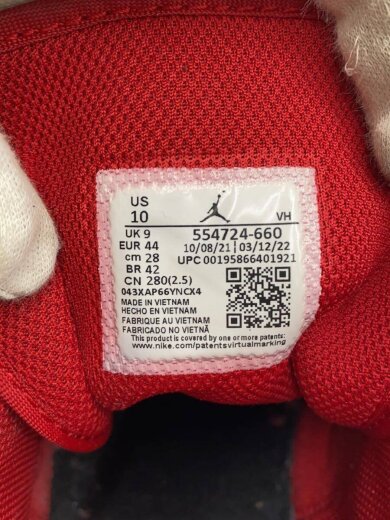 US
10
VH
UK 9
554724-660
EUR 44
10/08/21 | 03/12/22
cm 28
UPC 00195866401921
BR 42
CN 280(2.5)
043XAP66YNCX4
MADE IN VIETNAM
HECHO EN VIETNAM
FABRIQUE AU VIETNAM
FABRICADO NO VIETNÃ
This product is covered by one or more patents:
www.nike.com/patentsvirtualmarking